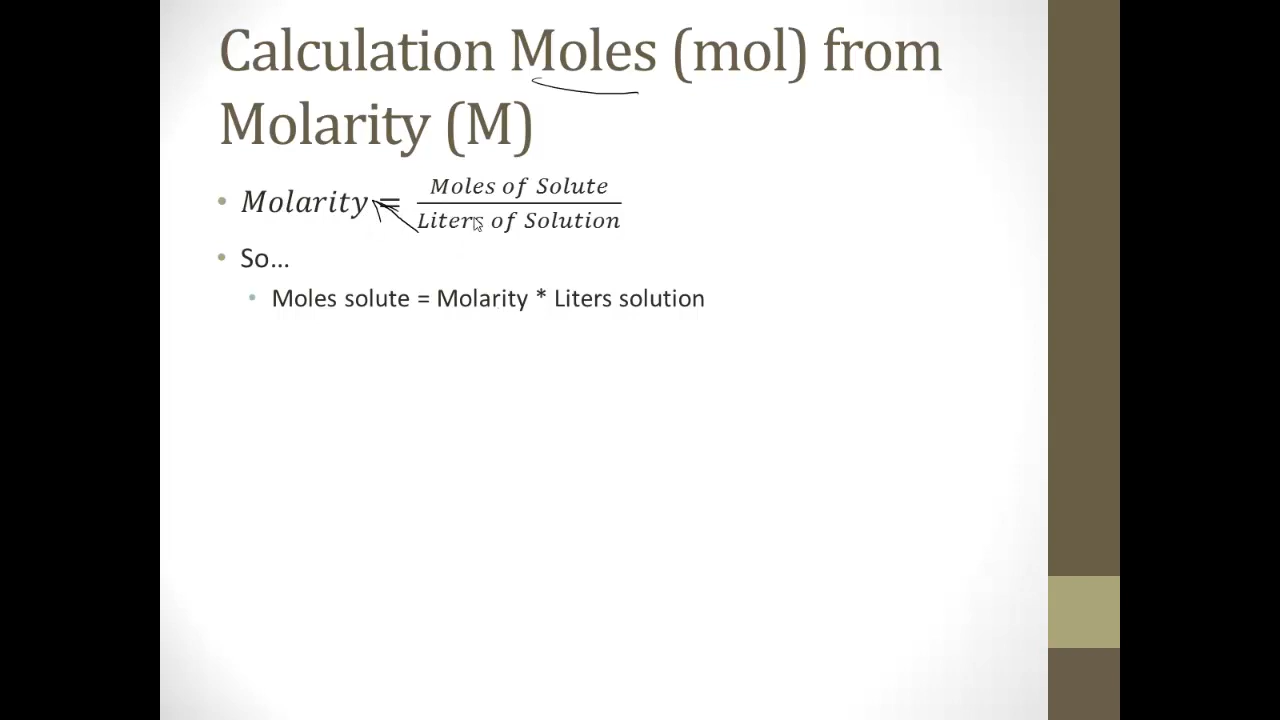 Calculation Moles (mol) from
Molarity (M)
• Molarity = Moles of Solute
Liters of Solution
• So...
• Moles solute = Molarity * Liters solution